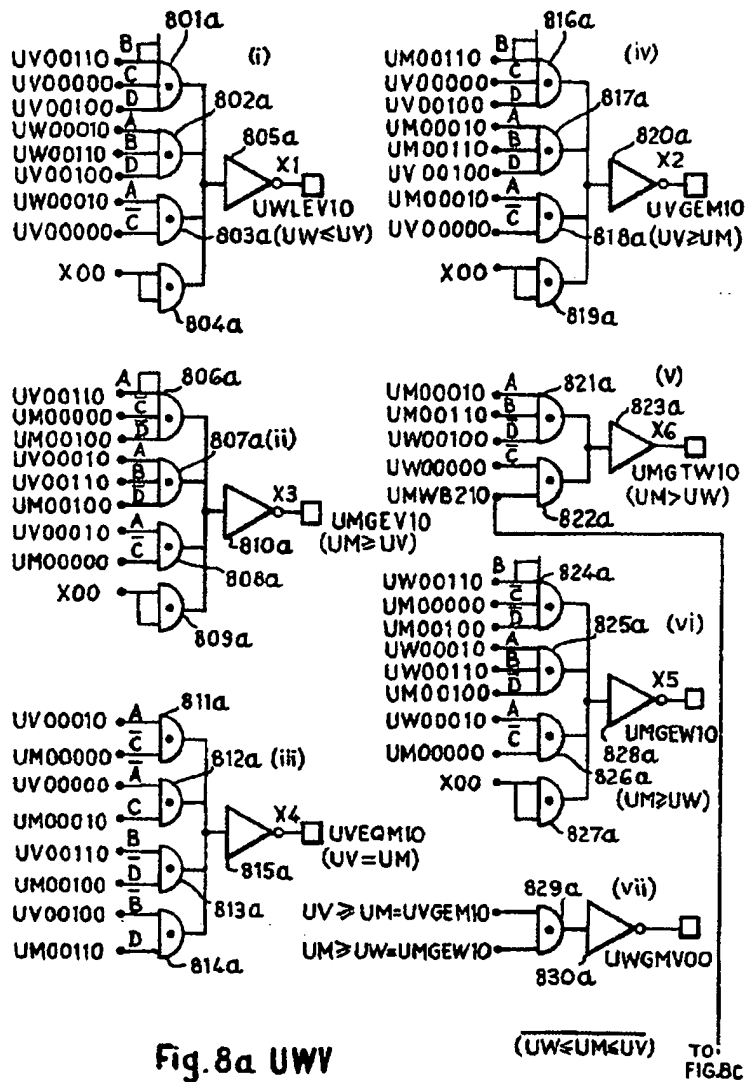 801a
(i)
B
UV00110
C̅
UV00000
D̅
UV00100
802a
A
UW00010
B
UW00110
D̅
UV00100
805a
X1
UWLEV10
A
UW00010
C̅
UV00000
803a (UW≤UV)
X00
804a
816a
(iv)
B
UM00110
C̅
UV00000
D̅
UV00100
817a
A
UM00010
B
UM00110
D̅
UV00100
820a
X2
UVGEM10
A
UM00010
C̅
UV00000
818a (UV≥UM)
X00
819a
806a
A
UV00110
C̅
UM00000
D̅
UM00100
807a (ii)
A
UV00010
B
UV00110
D̅
UM00100
X3
UMGEV10
810a (UM≥UV)
A
UV00010
C̅
UM00000
808a
X00
809a
821a
(v)
A
UM00010
B
UM00110
D̅
UW00100
823a
X6
UMGTW10
(UM>UW)
C̅
UW00000
UMWB210
822a
824a
B
UW00110
C̅
UM00000
D̅
UM00100
825a (vi)
A
UW00010
B
UW00110
D̅
UM00100
X5
UMGEW10
828a
A
UW00010
C̅
UM00000
826a (UM≥UW)
X00
827a
811a
A
UV00010
C̅
UM00000
812a (iii)
A̅
UV00000
C
UM00010
X4
UVEQM10
815a (UV=UM)
B
UV00110
D̅
UM00100
813a
B̅
UV00100
D
UM00110
814a
829a
(vii)
UV≥UM=UVGEM10
UM≥UW=UMGEW10
830a
UWGMV00
(UW≤UM≤UV)
Fig.8a UWV
TO
FIG.8C